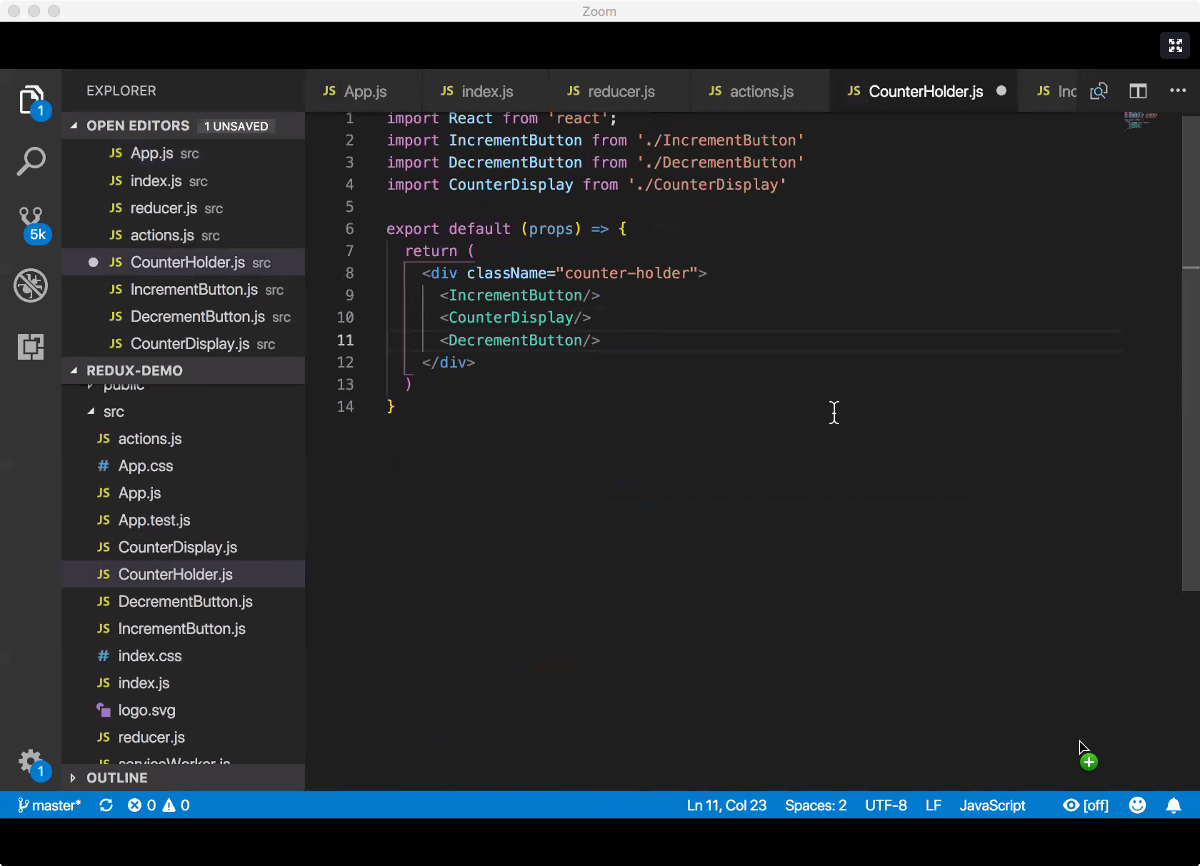 Zoom
EXPLORER
OPEN EDITORS 1 UNSAVED
JS App.js src
JS index.js src
JS reducer.js src
JS actions.js src
JS CounterHolder.js src
JS IncrementButton.js src
JS DecrementButton.js src
JS CounterDisplay.js src
REDUX-DEMO
public
src
JS actions.js
# App.css
JS App.js
JS App.test.js
JS CounterDisplay.js
JS CounterHolder.js
JS DecrementButton.js
JS IncrementButton.js
# index.css
JS index.js
logo.svg
JS reducer.js
JS serviceWorker.js
OUTLINE
1
5k
1
JS App.js JS index.js JS reducer.js JS actions.js JS CounterHolder.js JS Inc
1 import React from 'react';
2 import IncrementButton from './IncrementButton'
3 import DecrementButton from './DecrementButton'
4 import CounterDisplay from './CounterDisplay'
5
6 export default (props) => {
7 return (
8 <div className="counter-holder">
9 <IncrementButton/>
10 <CounterDisplay/>
11 <DecrementButton/>
12 </div>
13 )
14 }
master* 0 0 Ln 11, Col 23 Spaces: 2 UTF-8 LF JavaScript [off]